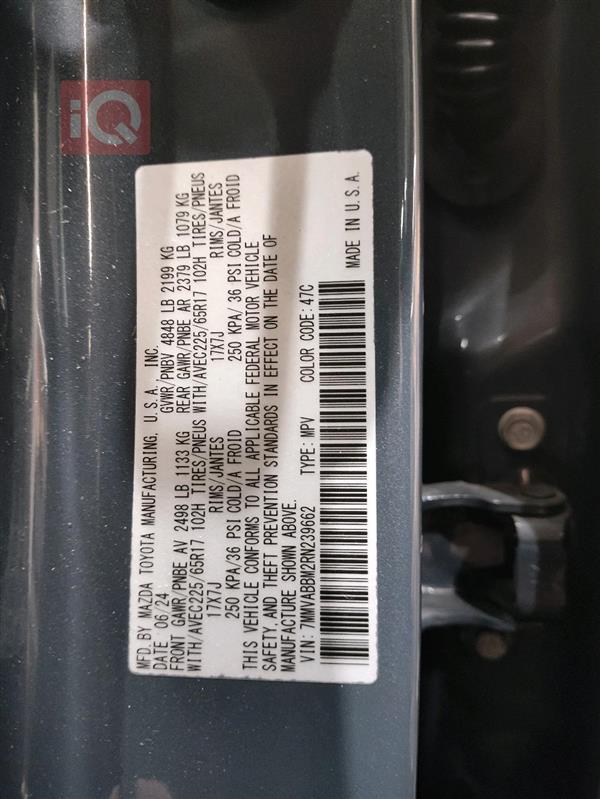 iQ
MFD.BY MAZDA TOYOTA MANUFACTURING, U.S.A. INC.
DATE :06/24 GVWR/PNBV 4848 LB 2199 KG
FRONT GAWR/PNBE AV 2498 LB 1133 KG REAR GAWR/PNBE AR 2379 LB 1079 KG
WITH/AVEC225/65R17 102H TIRES/PNEUS WITH/AVEC225/65R17 102H TIRES/PNEUS
17X7J RIMS/JANTES 17X7J RIMS/JANTES
250 KPA/36 PSI COLD/A FROID 250 KPA/36 PSI COLD/A FROID
THIS VEHICLE CONFORMS TO ALL APPLICABLE FEDERAL MOTOR VEHICLE
SAFETY, AND THEFT PREVENTION STANDARDS IN EFFECT ON THE DATE OF
MANUFACTURE SHOWN ABOVE.
VIN: 7MMVABBM2RN239662 TYPE: MPV COLOR CODE: 47C
MADE IN U.S.A.